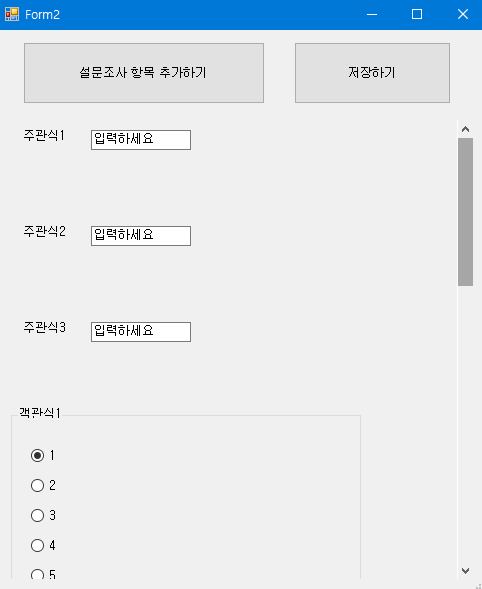 Form2
설문조사 항목 추가하기
저장하기
주관식1 입력하세요
주관식2 입력하세요
주관식3 입력하세요
객관식1
1
2
3
4
5